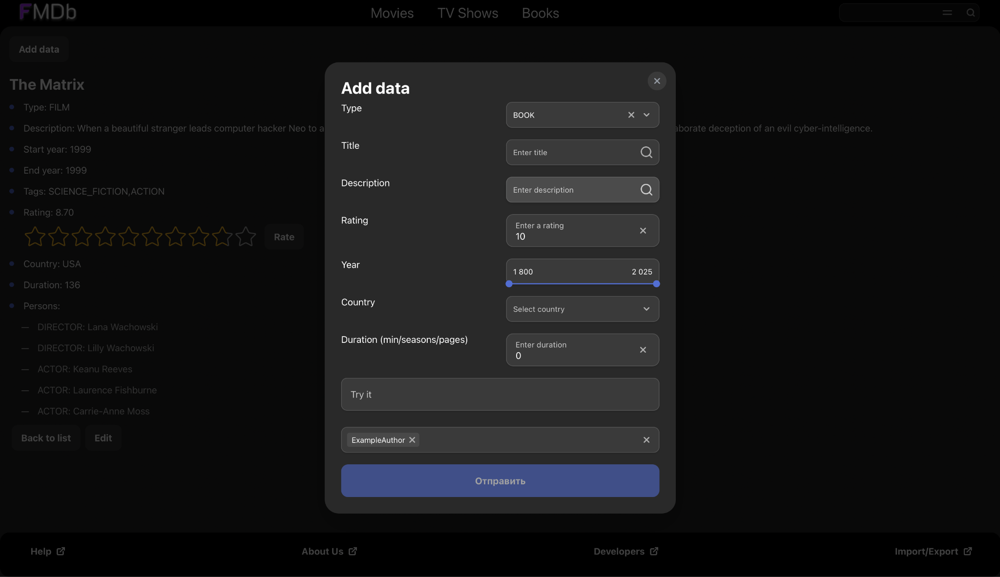 FMDb
Movies TV Shows Books
Add data
The Matrix
Type: FILM
Description: When a beautiful stranger leads computer hacker Neo to a
aborate deception of an evil cyber-intelligence.
Start year: 1999
End year: 1999
Tags: SCIENCE_FICTION,ACTION
Rating: 8.70
Rate
Country: USA
Duration: 136
Persons:
— DIRECTOR: Lana Wachowski
— DIRECTOR: Lilly Wachowski
— ACTOR: Keanu Reeves
— ACTOR: Laurence Fishburne
— ACTOR: Carrie-Anne Moss
Back to list Edit
Add data
Type BOOK
Title Enter title
Description Enter description
Rating Enter a rating
10
Year 1 800 2 025
Country Select country
Duration (min/seasons/pages) Enter duration
0
Try it
ExampleAuthor
Отправить
Help About Us Developers Import/Export